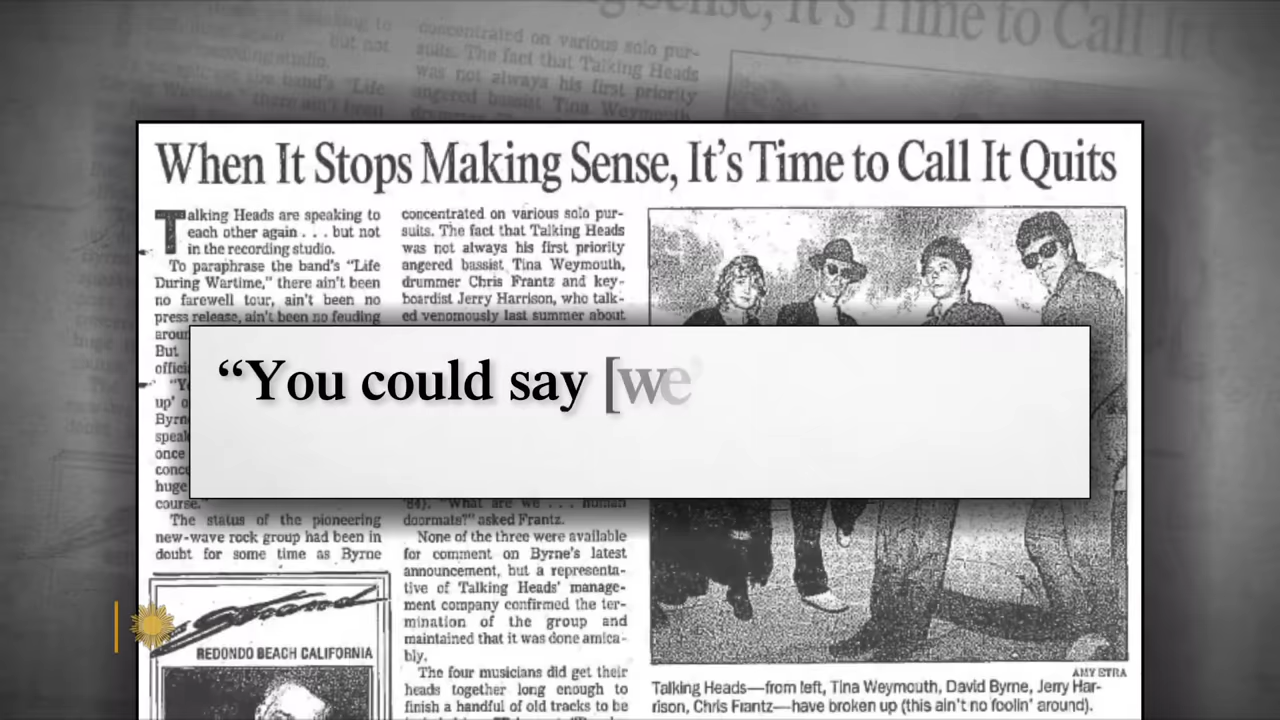 When It Stops Making Sense, It's Time to Call It Quits
Talking Heads are speaking to
each other again . . . but not
in the recording studio.
To paraphrase the band's "Life
During Wartime," there ain't been
no farewell tour, ain't been no
press release, ain't been no feuding
But
course."
The status of the pioneering
new-wave rock group had been in
doubt for some time as Byrne
concentrated on various solo pur-
suits. The fact that Talking Heads
was not always his first priority
angered bassist Tina Weymouth,
drummer Chris Frantz and key-
boardist Jerry Harrison, who talk-
ed venomously last summer about
“You could say [we’
'84). "What are we . . . human
doormats?" asked Frantz.
None of the three were available
for comment on Byrne's latest
announcement, but a representa-
tive of Talking Heads' manage-
ment company confirmed the ter-
mination of the group and
maintained that it was done amica-
bly.
The four musicians did get their
heads together long enough to
finish a handful of old tracks to be
REDONDO BEACH CALIFORNIA
AMY ETRA
Talking Heads—from left, Tina Weymouth, David Byrne, Jerry Har-
rison, Chris Frantz—have broken up (this ain't no foolin' around).